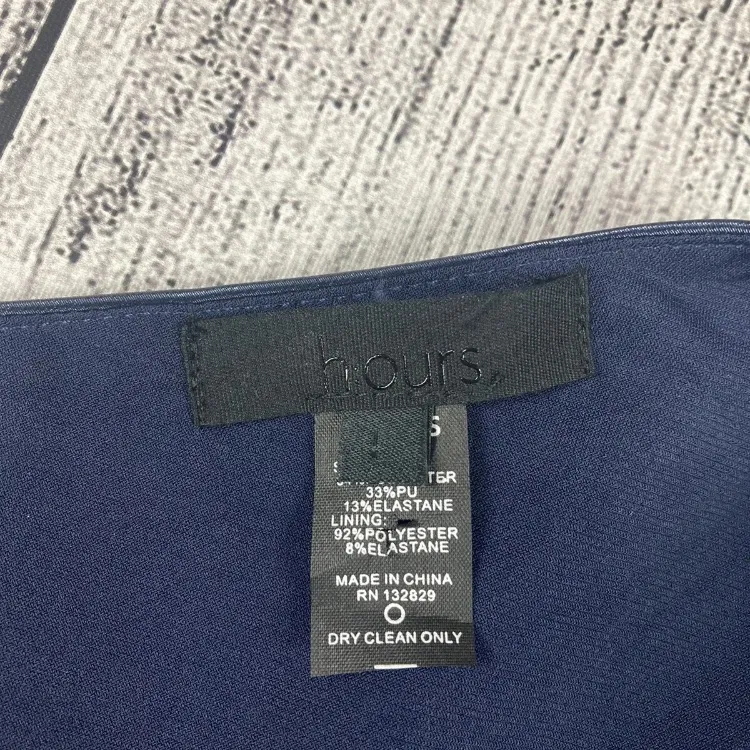 h:ours.
33%PU
13%ELASTANE
LINING:
92%POLYESTER
8%ELASTANE
MADE IN CHINA
RN 132829
DRY CLEAN ONLY